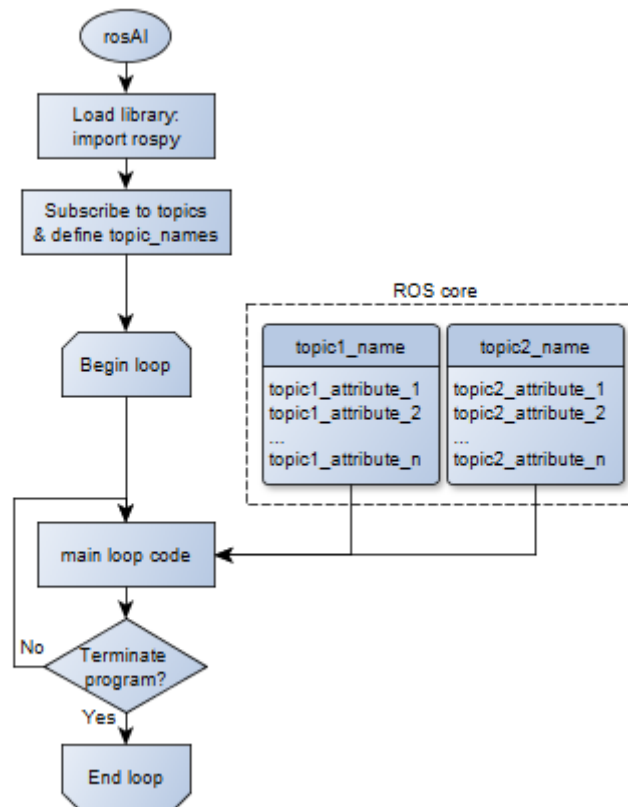 rosAI
Load library:
import rospy
Subscribe to topics
& define topic_names
ROS core
topic1_name
topic1_attribute_1
topic1_attribute_2
...
topic1_attribute_n
topic2_name
topic2_attribute_1
topic2_attribute_2
...
topic2_attribute_n
Begin loop
main loop code
Terminate
program?
No
Yes
End loop